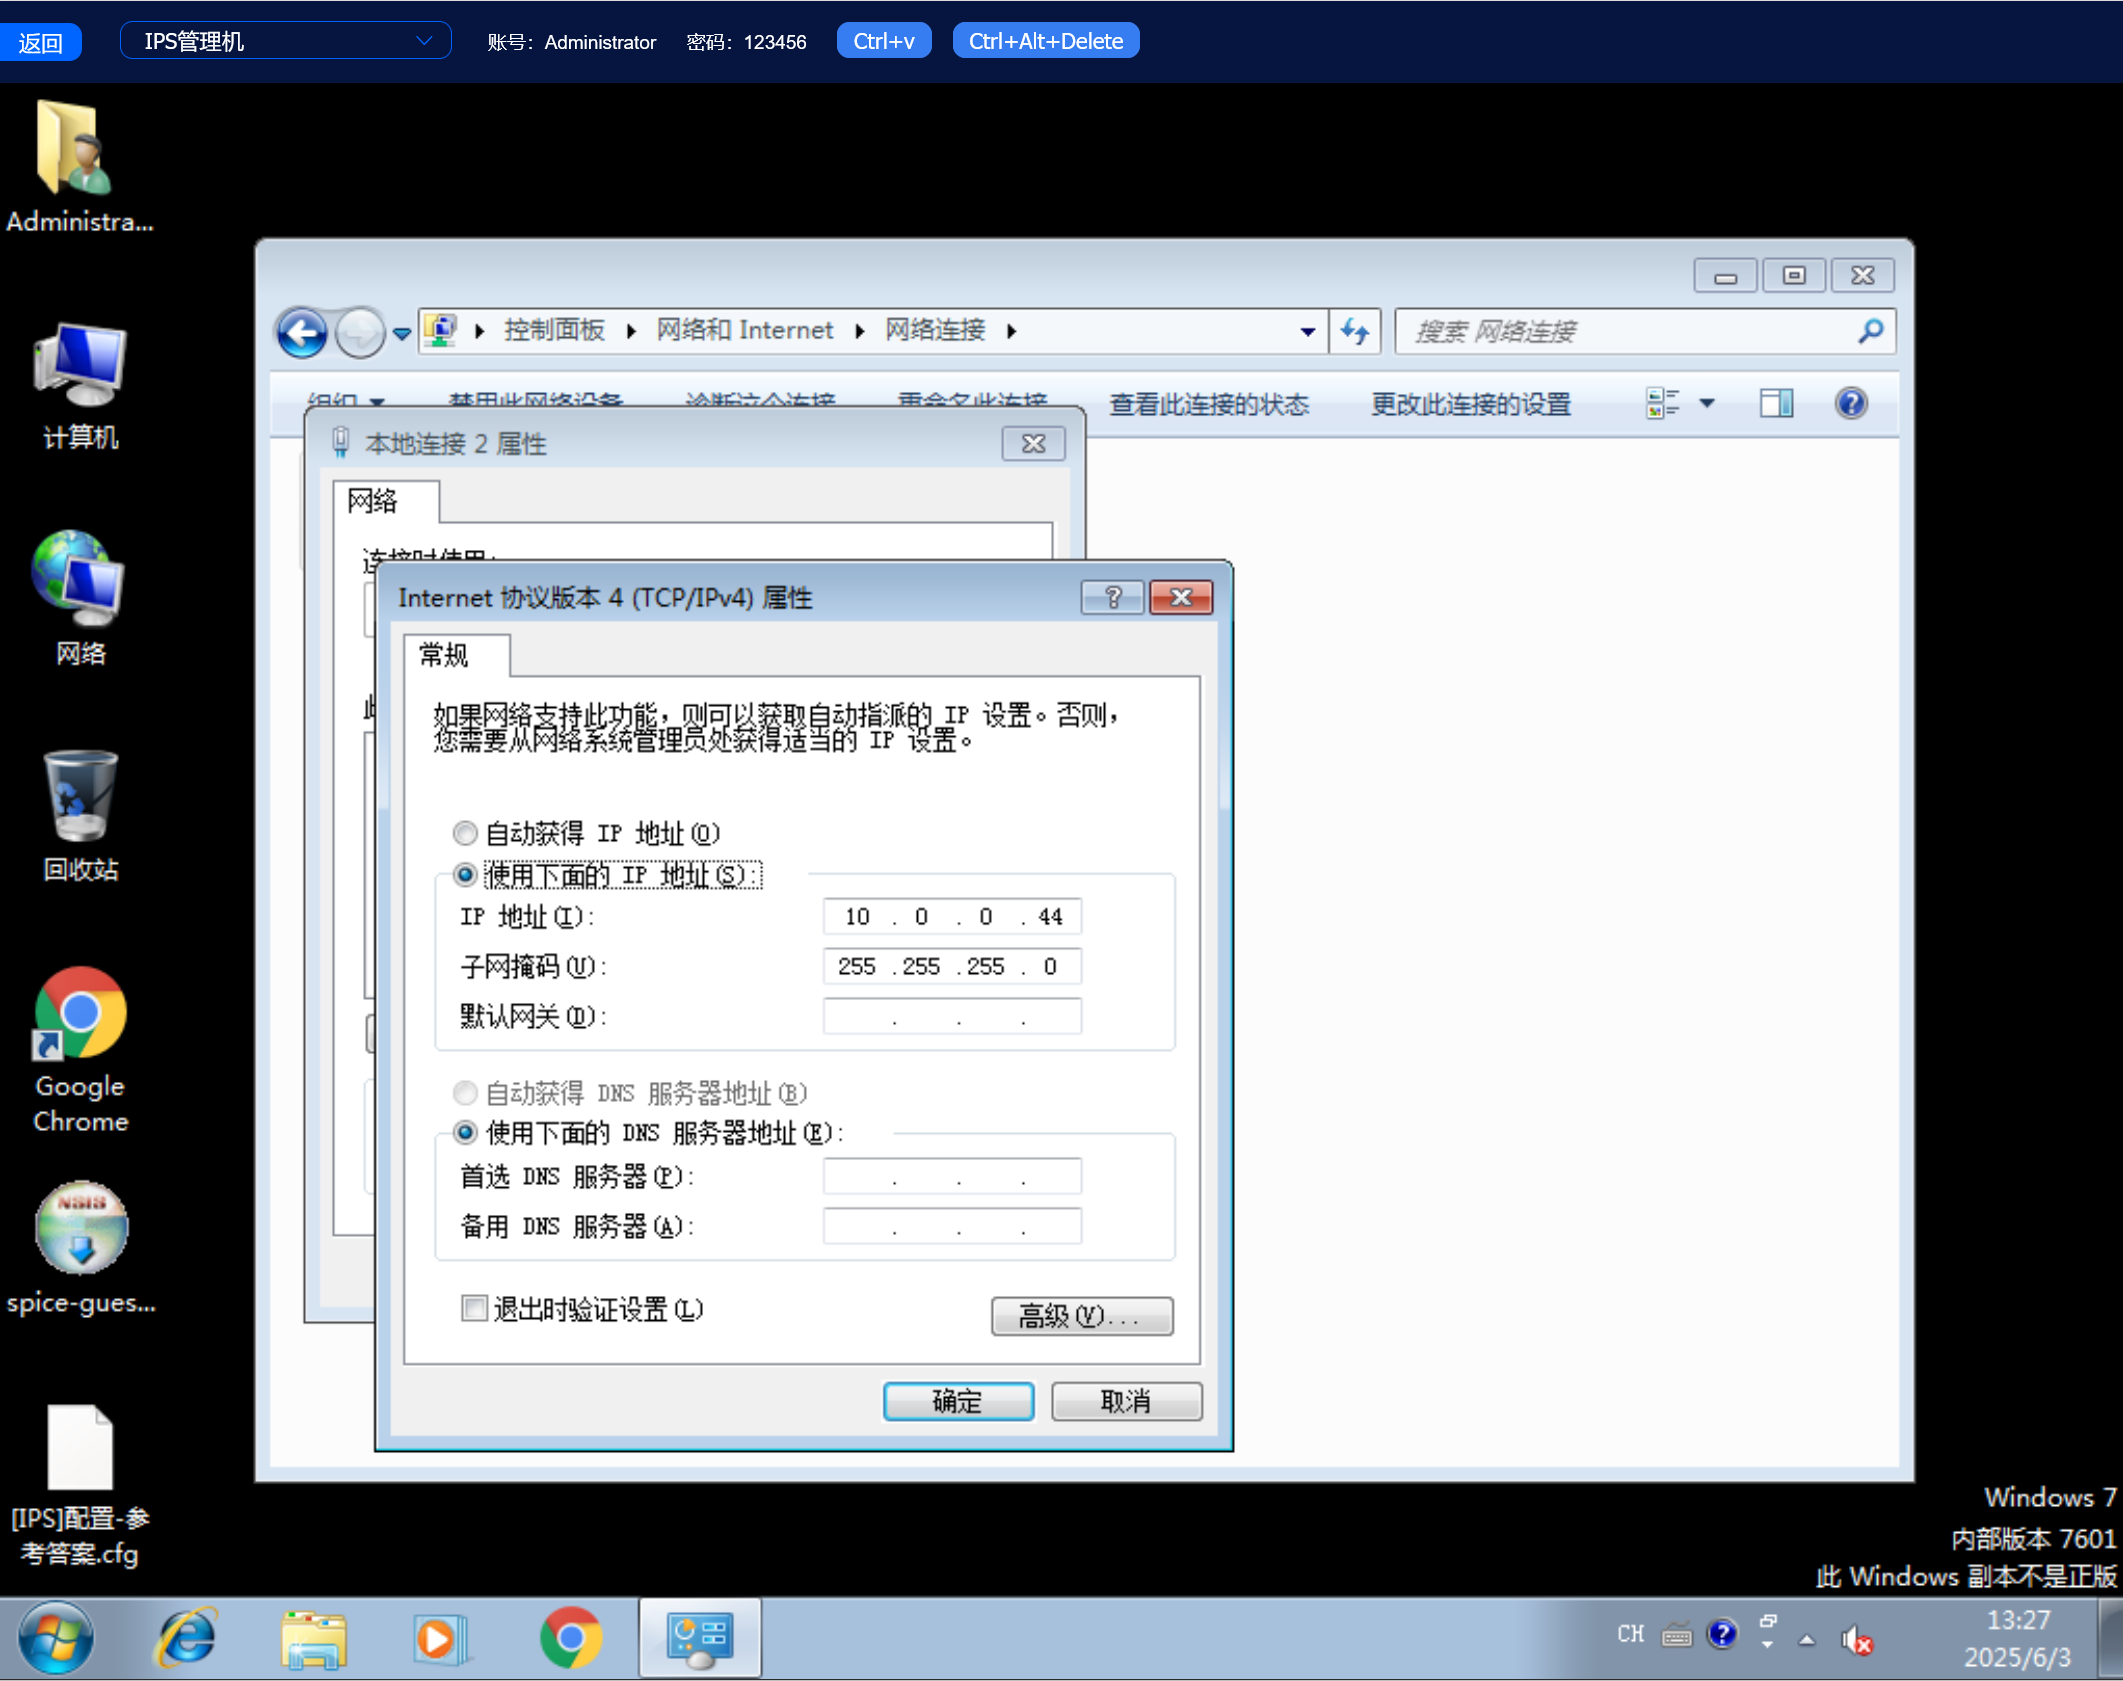 返回
IPS管理机
账号：Administrator
密码：123456
Ctrl+v
Ctrl+Alt+Delete
Administra...
计算机
网络
回收站
Google
Chrome
NSIS
spice-gues...
[IPS]配置-参
考答案.cfg
控制面板
网络和 Internet
网络连接
搜索 网络连接
组织
禁用此网络设备
诊断这个连接
重命名此连接
查看此连接的状态
更改此连接的设置
本地连接 2 属性
网络
连接时使用:
Internet 协议版本 4 (TCP/IPv4) 属性
常规
如果网络支持此功能，则可以获取自动指派的 IP 设置。否则，
您需要从网络系统管理员处获得适当的 IP 设置。
自动获得 IP 地址(O)
使用下面的 IP 地址(S):
IP 地址(I):
10 . 0 . 0 . 44
子网掩码(U):
255 .255 .255 . 0
默认网关(D):
. . .
自动获得 DNS 服务器地址(B)
使用下面的 DNS 服务器地址(E):
首选 DNS 服务器(P):
. . .
备用 DNS 服务器(A):
. . .
退出时验证设置(L)
高级(V)...
确定
取消
Windows 7
内部版本 7601
此 Windows 副本不是正版
CH
13:27
2025/6/3